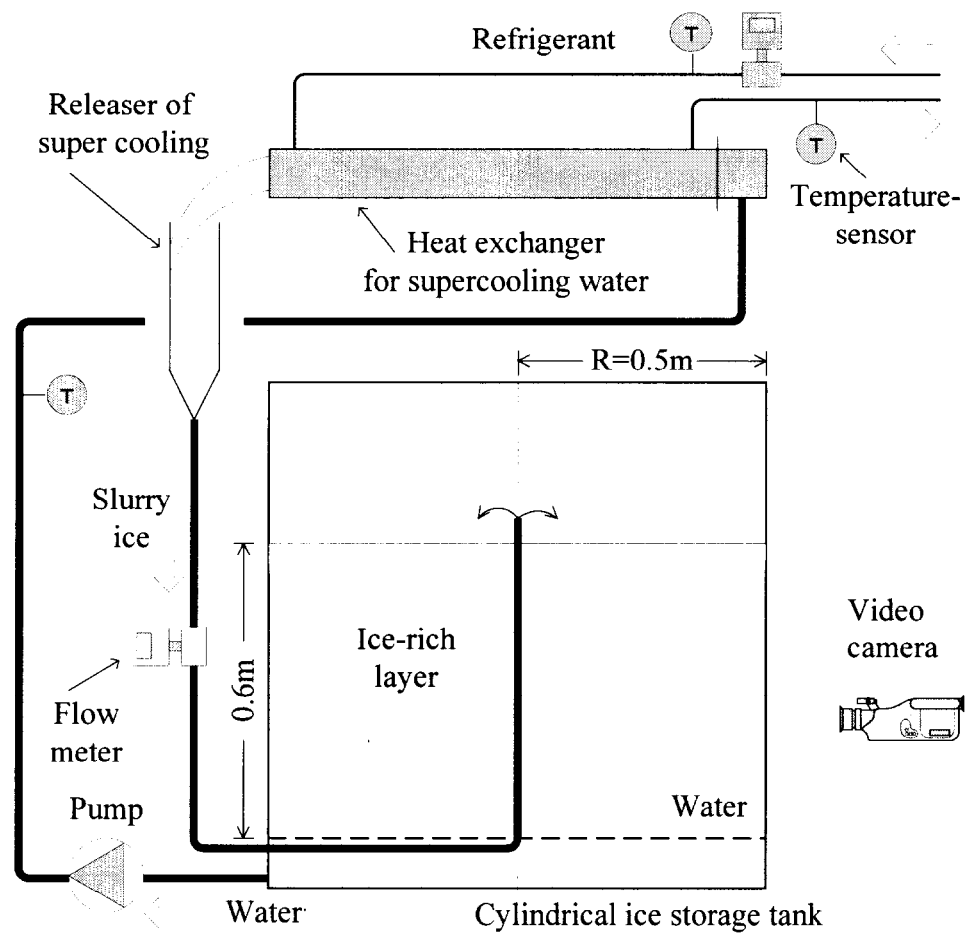 Refrigerant
T
Releaser of
super cooling
T
Temperature-
sensor
Heat exchanger
for supercooling water
R=0.5m
T
Slurry
ice
Ice-rich
layer
0.6m
Video
camera
Flow
meter
Pump
Water
Water
Cylindrical ice storage tank